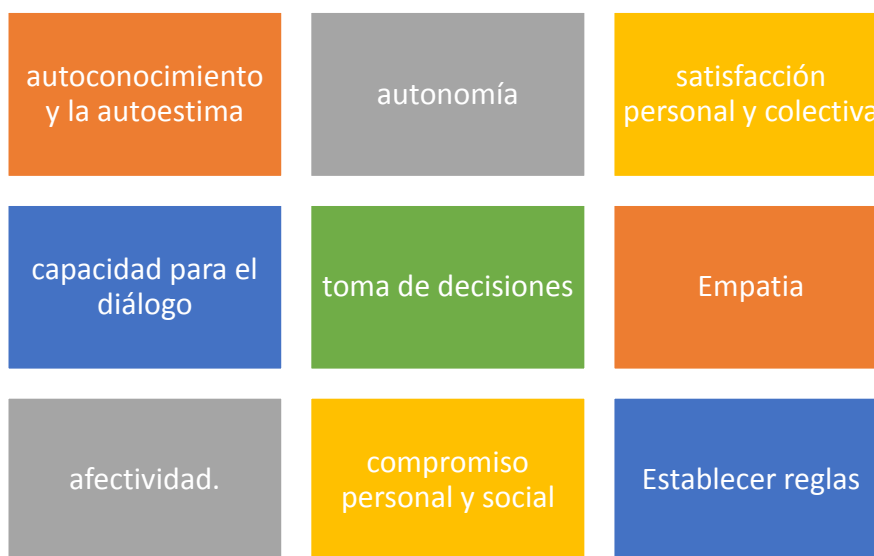 autoconocimiento
y la autoestima
autonomía
satisfacción
personal y colectiva
capacidad para el
diálogo
toma de decisiones
Empatia
afectividad.
compromiso
personal y social
Establecer reglas